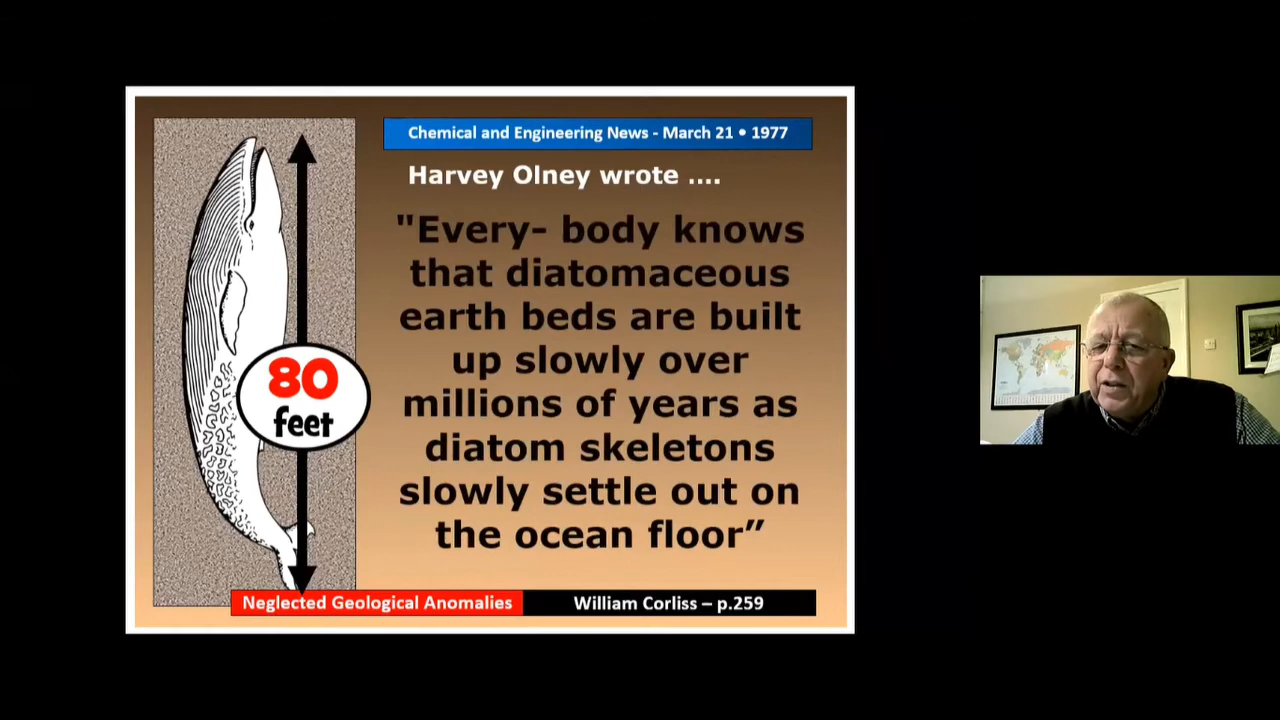 Chemical and Engineering News - March 21 • 1977
Harvey Olney wrote ....
"Every- body knows
that diatomaceous
earth beds are built
up slowly over
millions of years as
diatom skeletons
slowly settle out on
the ocean floor”
80
feet
Neglected Geological Anomalies
William Corliss – p.259